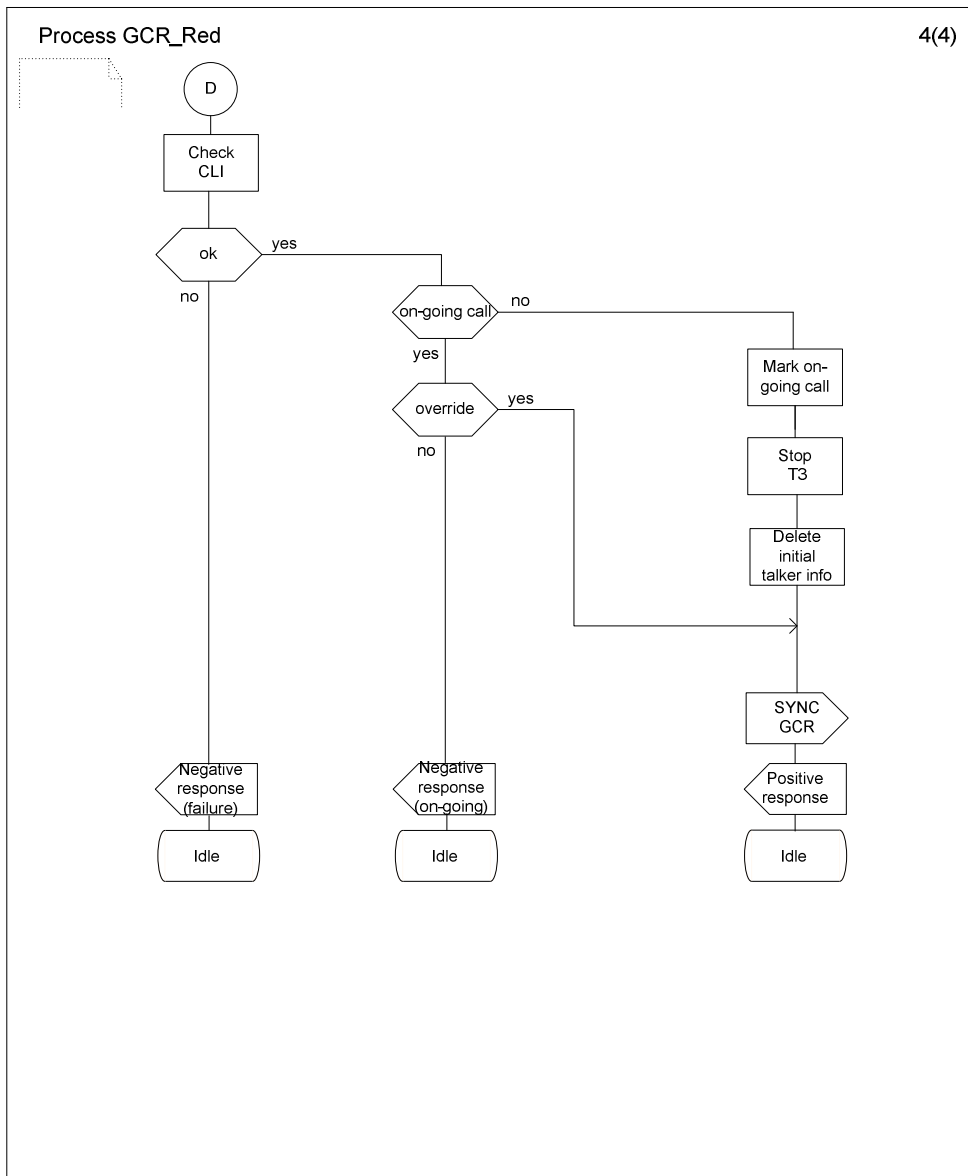 Process GCR_Red
4(4)
D
Check
CLI
ok
yes
no
on-going call
no
yes
Mark on-
going call
override
yes
no
Stop
T3
Delete
initial
talker info
SYNC
GCR
Negative
response
(failure)
Negative
response
(on-going)
Positive
response
Idle
Idle
Idle